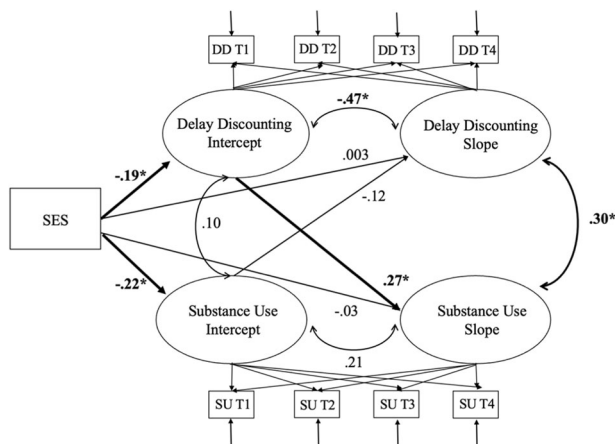 DD T1
DD T2
DD T3
DD T4
-.47*
Delay Discounting
Intercept
Delay Discounting
Slope
.003
-.19*
-.12
SES
.10
.30*
-.22*
.27*
Substance Use
Intercept
-.03
Substance Use
Slope
.21
SU T1
SU T2
SU T3
SU T4